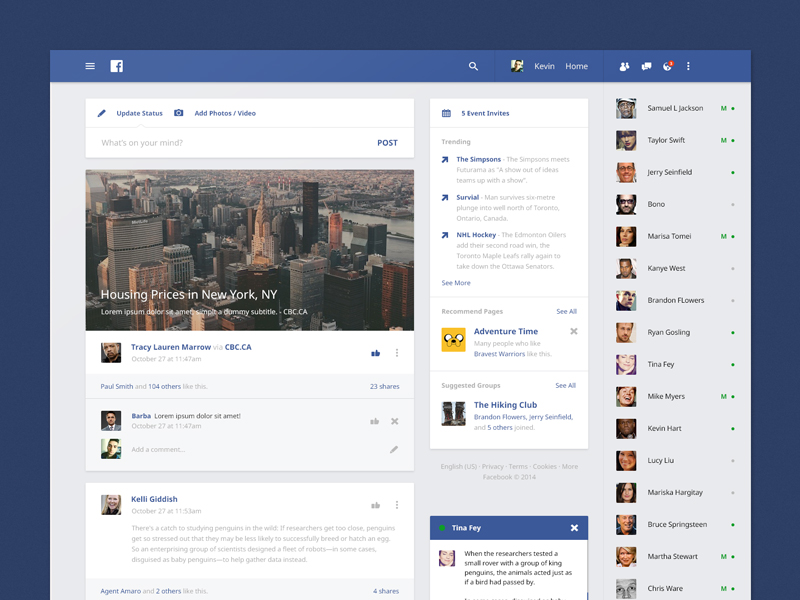 Kevin
Home
3
Update Status
Add Photos / Video
What's on your mind?
POST
Housing Prices in New York, NY
Lorem ipsum dolor sit amet, simply a dummy subtitle. - CBC.CA
Tracy Lauren Marrow via CBC.CA
October 27 at 11:47am
Paul Smith and 104 others like this.
23 shares
Barba Lorem ipsum dolor sit amet!
October 27 at 11:47am
Add a comment...
Kelli Giddish
October 27 at 11:53am
There's a catch to studying penguins in the wild: If researchers get too close, penguins
get so stressed out that they may be less likely to successfully breed or hatch an egg.
So an enterprising group of scientists designed a fleet of robots—in some cases,
disguised as baby penguins—to help gather data instead.
Agent Amaro and 2 others like this.
4 shares
5 Event Invites
Trending
The Simpsons - The Simpsons meets
Futurama as "A show out of ideas
teams up with a show".
Survial - Man survives six-metre
plunge into well north of Toronto,
Ontario, Canada.
NHL Hockey - The Edmonton Oilers
add their second road win, the
Toronto Maple Leafs rally again to
take down the Ottawa Senators.
See More
Recommend Pages
See All
Adventure Time
Many people who like
Bravest Warriors like this.
Suggested Groups
See All
The Hiking Club
Brandon Flowers, Jerry Seinfield,
and 5 others joined.
English (US) · Privacy · Terms · Cookies · More
Facebook © 2014
Tina Fey
When the researchers tested a
small rover with a group of king
penguins, the animals acted just as
if a bird had passed by.
Samuel L Jackson M
Taylor Swift M
Jerry Seinfield
Bono
Marisa Tomei M
Kanye West
Brandon FLowers
Ryan Gosling
Tina Fey
Mike Myers M
Kevin Hart
Lucy Liu
Mariska Hargitay
Bruce Springsteen
Martha Stewart M
Chris Ware M